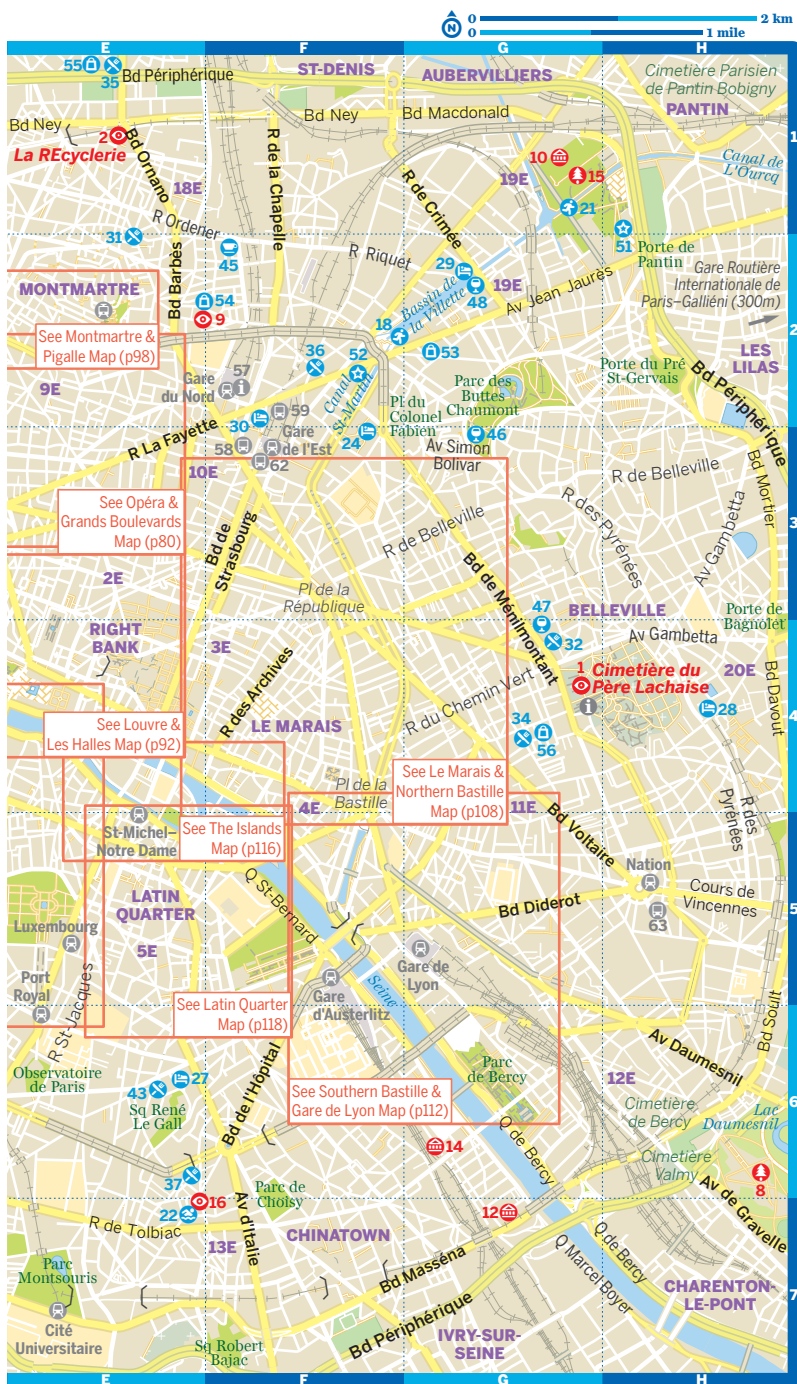 N
0
2 km
0
1 mile
E
F
G
H
55
35
Bd Périphérique
ST-DENIS
AUBERVILLIERS
Cimetière Parisien
de Pantin Bobigny
PANTIN
Bd Ney
Bd Ney
Bd Macdonald
1
2
La REcyclerie
Bd Ornano
18E
R de la Chapelle
10
15
19E
Canal de
L'Ourcq
R de Crimée
21
R Ordener
31
45
R Riquet
51
Porte de
Pantin
Bd Barbès
29
48
19E
Bassin de
la Villette
Av Jean Jaurès
Gare Routière
Internationale de
Paris–Galliéni (300m)
MONTMARTRE
54
9
18
2
See Montmartre &
Pigalle Map (p98)
53
52
36
57
LES
LILAS
9E
Gare
du Nord
Canal
St-Martin
Parc des
Buttes
Chaumont
Porte du Pré
St-Gervais
Bd Périphérique
59
30
Pl du
Colonel
Fabien
R La Fayette
58
Gare
de l'Est
24
46
Av Simon
Bolivar
62
10E
R de Belleville
Bd Mortier
See Opéra &
Grands Boulevards
Map (p80)
Bd de
Strasbourg
R de Belleville
R des Pyrénées
Av Gambetta
3
2E
Pl de la
République
Bd de Ménilmontant
47
BELLEVILLE
Porte de
Bagnolet
RIGHT
BANK
3E
32
Av Gambetta
R des Archives
1
Cimetière du
Père Lachaise
20E
Bd Davout
28
4
See Louvre &
Les Halles Map (p92)
LE MARAIS
R du Chemin Vert
34
56
See Le Marais &
Northern Bastille
Map (p108)
Pl de la
Bastille
4E
11E
Bd Voltaire
R des
Pyrénées
St-Michel–
Notre Dame
See The Islands
Map (p116)
Nation
LATIN
QUARTER
Q St-Bernard
Bd Diderot
Cours de
Vincennes
5
63
Luxembourg
5E
Gare de
Lyon
Port
Royal
Seine
Gare
d'Austerlitz
R St-Jacques
See Latin Quarter
Map (p118)
Bd Soult
Av Daumesnil
Observatoire
de Paris
27
43
Sq René
Le Gall
Bd de l'Hôpital
Parc
de Bercy
12E
See Southern Bastille &
Gare de Lyon Map (p112)
Cimetière
de Bercy
Lac
Daumesnil
6
14
Q de Bercy
Cimetière
Valmy
8
37
16
Parc de
Choisy
22
12
Av de Gravelle
R de Tolbiac
13E
Av d'Italie
CHINATOWN
Q de Bercy
Q Marcel Boyer
Parc
Montsouris
Bd Masséna
CHARENTON-
LE-PONT
7
Cité
Universitaire
Sq Robert
Bajac
Bd Périphérique
IVRY-SUR-
SEINE
E
F
G
H